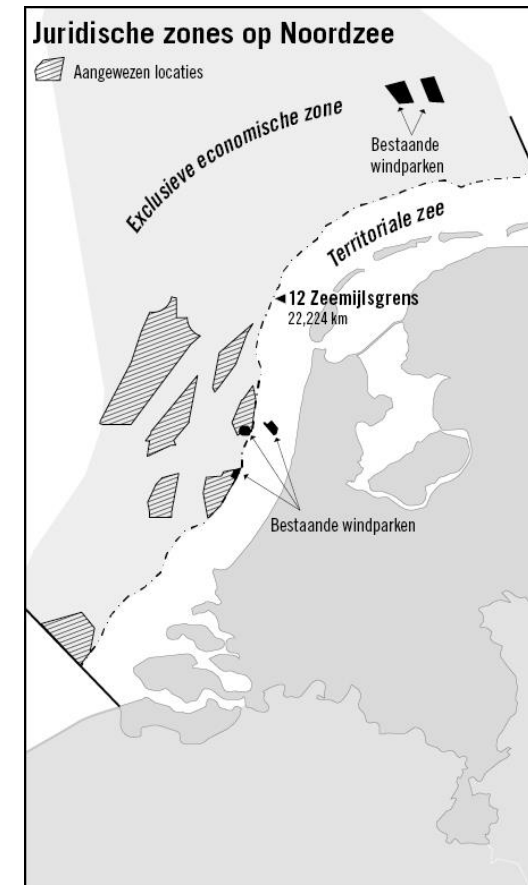 Juridische zones op Noordzee
Aangewezen locaties
Exclusieve economische zone
Bestaande
windparken
Territoriale zee
12 Zeemijlsgrens
22,224 km
Bestaande windparken